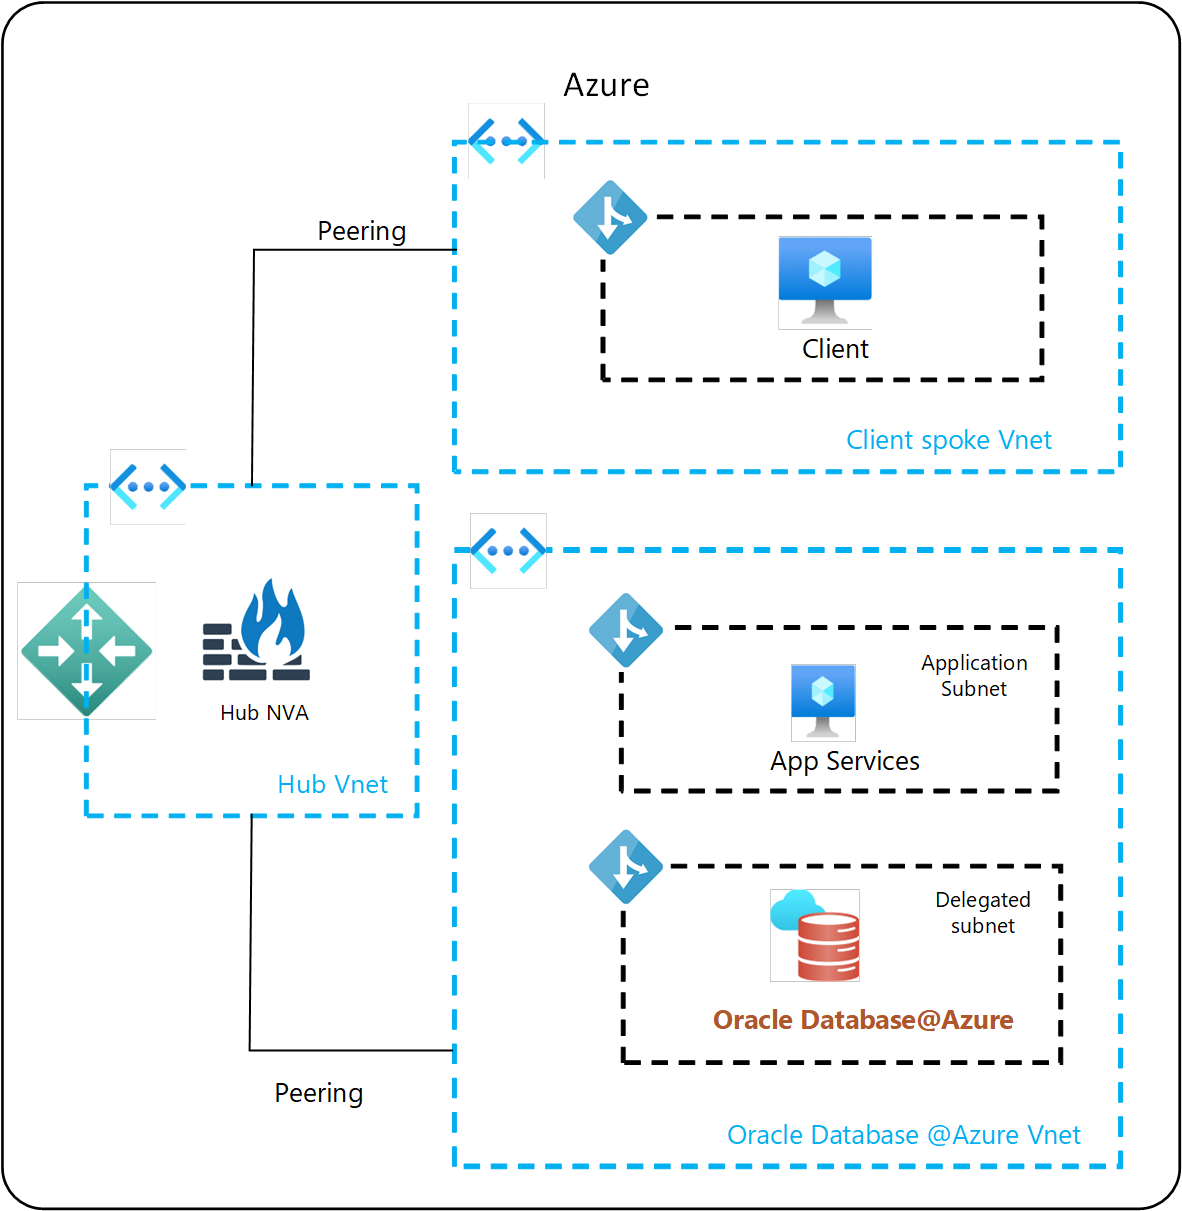 Azure
Peering
Client
Client spoke Vnet
Hub NVA
Hub Vnet
Application
Subnet
App Services
Delegated
subnet
Oracle Database@Azure
Peering
Oracle Database @Azure Vnet